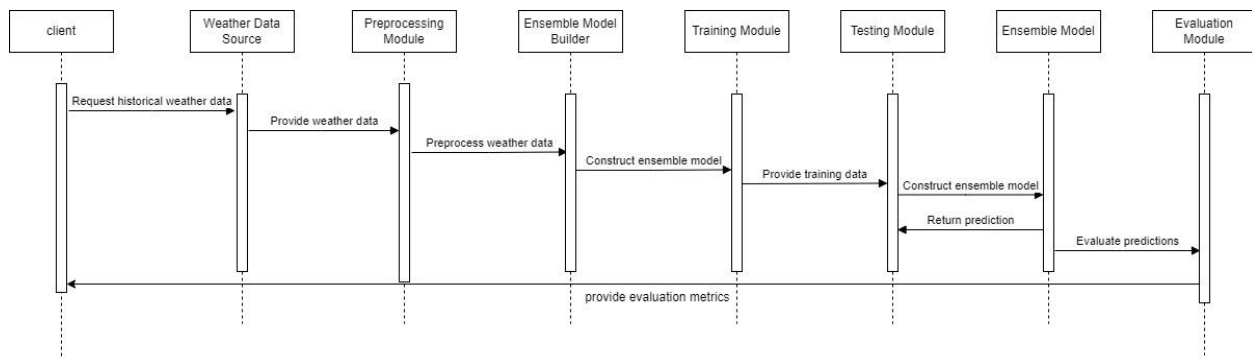 client
Weather Data
Source
Preprocessing
Module
Ensemble Model
Builder
Training Module
Testing Module
Ensemble Model
Evaluation
Module
Request historical weather data
Provide weather data
Preprocess weather data
Construct ensemble model
Provide training data
Construct ensemble model
Return prediction
Evaluate predictions
provide evaluation metrics